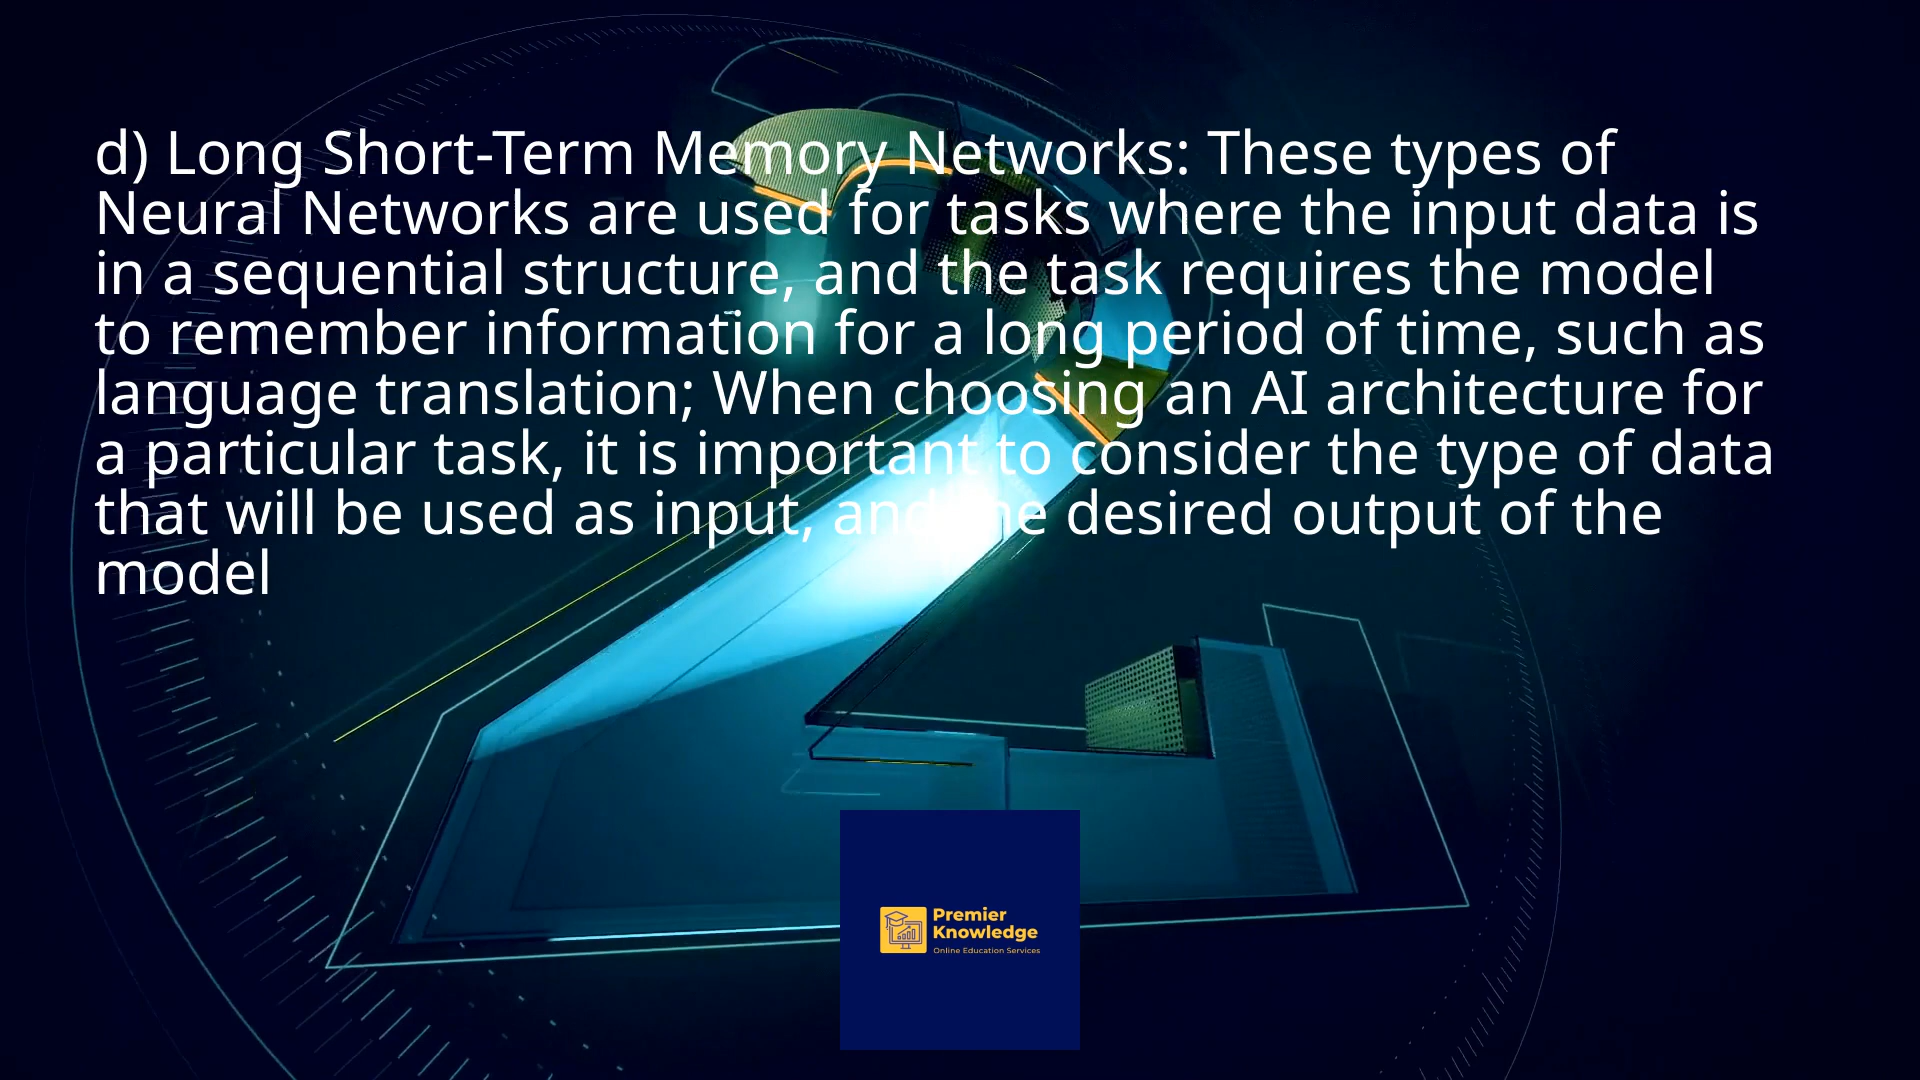 d) Long Short-Term Memory Networks: These types of
Neural Networks are used for tasks where the input data is
in a sequential structure, and the task requires the model
to remember information for a long period of time, such as
language translation; When choosing an AI architecture for
a particular task, it is important to consider the type of data
that will be used as input, and the desired output of the
model
2
Premier
Knowledge
Online Education Services